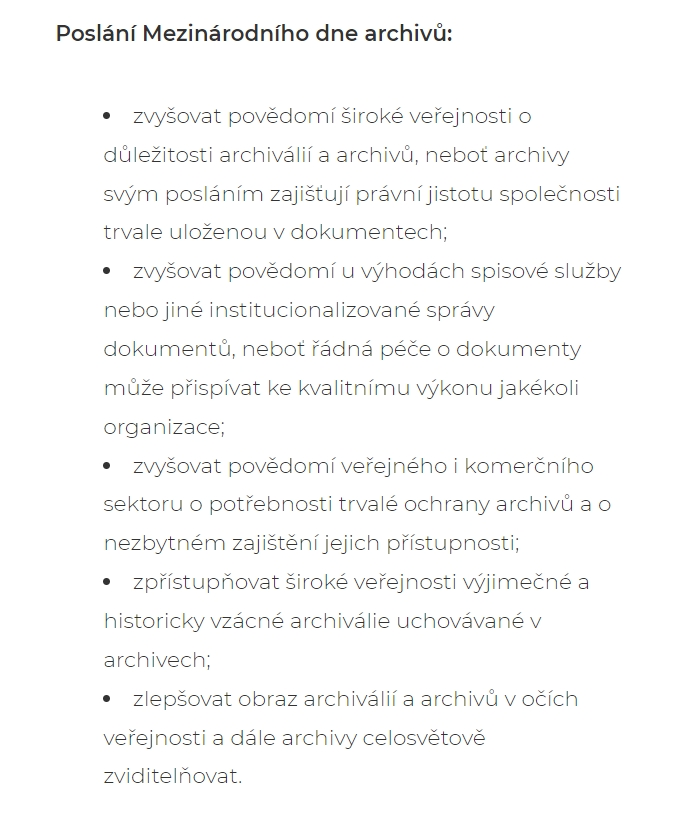 Poslání Mezinárodního dne archivů:
• zvyšovat povědomí široké veřejnosti o
důležitosti archiválií a archivů, neboť archivy
svým posláním zajišťují právní jistotu společnosti
trvale uloženou v dokumentech;
• zvyšovat povědomí u výhodách spisové služby
nebo jiné institucionalizované správy
dokumentů, neboť řádná péče o dokumenty
může přispívat ke kvalitnímu výkonu jakékoli
organizace;
• zvyšovat povědomí veřejného i komerčního
sektoru o potřebnosti trvalé ochrany archivů a o
nezbytném zajištění jejich přístupnosti;
• zpřístupňovat široké veřejnosti výjimečné a
historicky vzácné archiválie uchovávané v
archivech;
• zlepšovat obraz archiválií a archivů v očích
veřejnosti a dále archivy celosvětově
zviditelňovat.